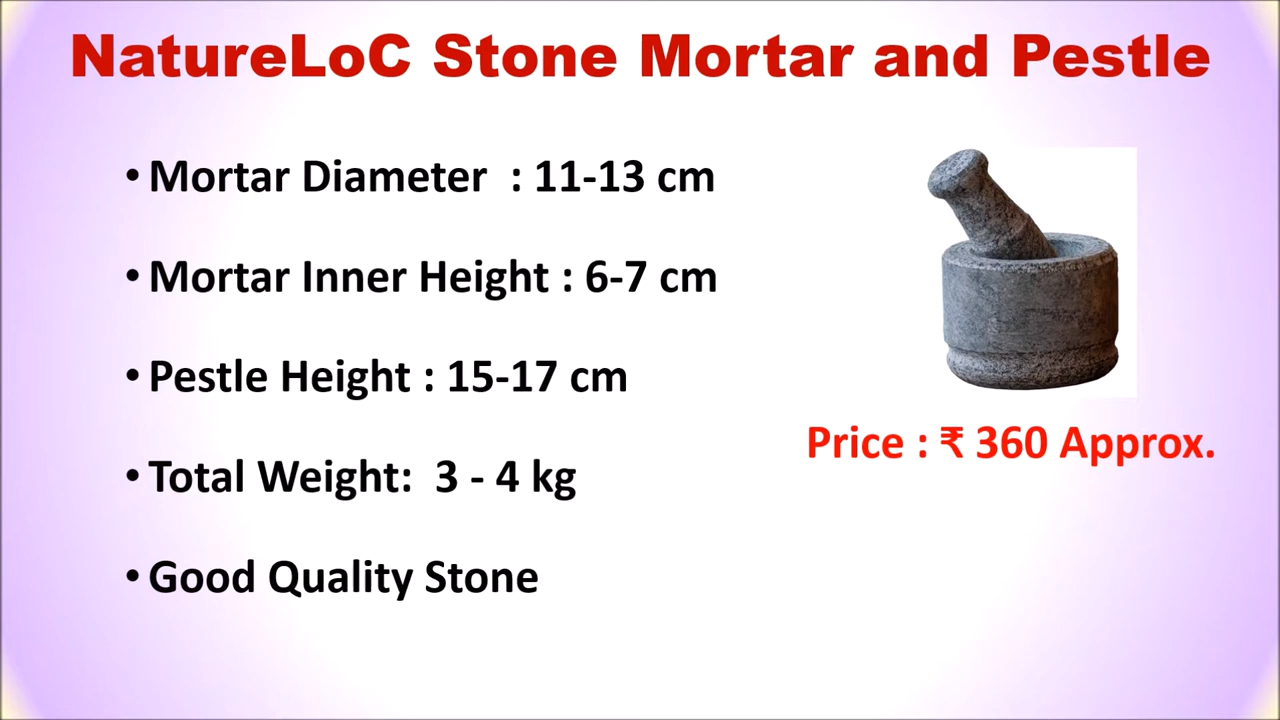 NatureLoC Stone Mortar and Pestle
• Mortar Diameter : 11-13 cm
• Mortar Inner Height : 6-7 cm
• Pestle Height : 15-17 cm
• Total Weight: 3 - 4 kg
• Good Quality Stone
Price : ₹ 360 Approx.